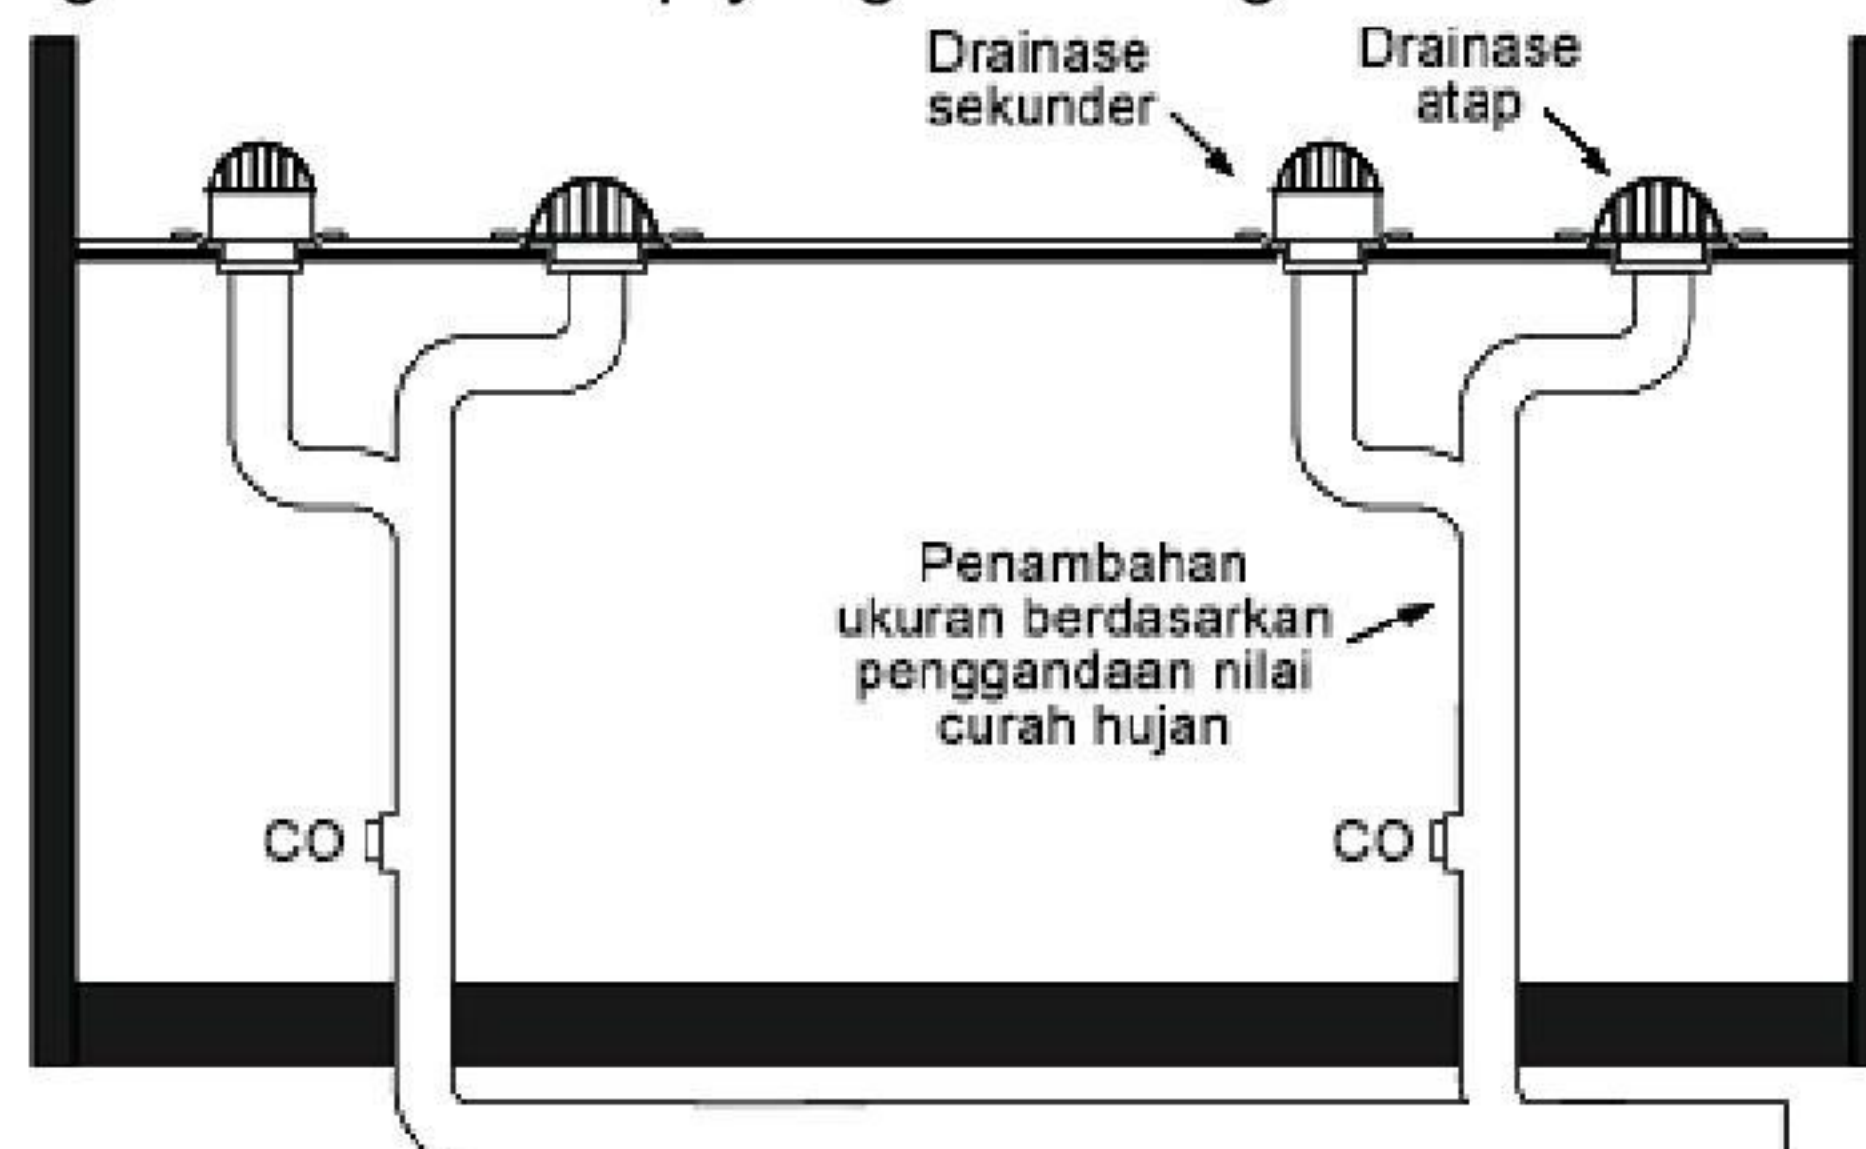 Drainase
sekunder
Drainase
atap
Penambahan
ukuran berdasarkan
penggandaan nilai
curah hujan
CO
CO